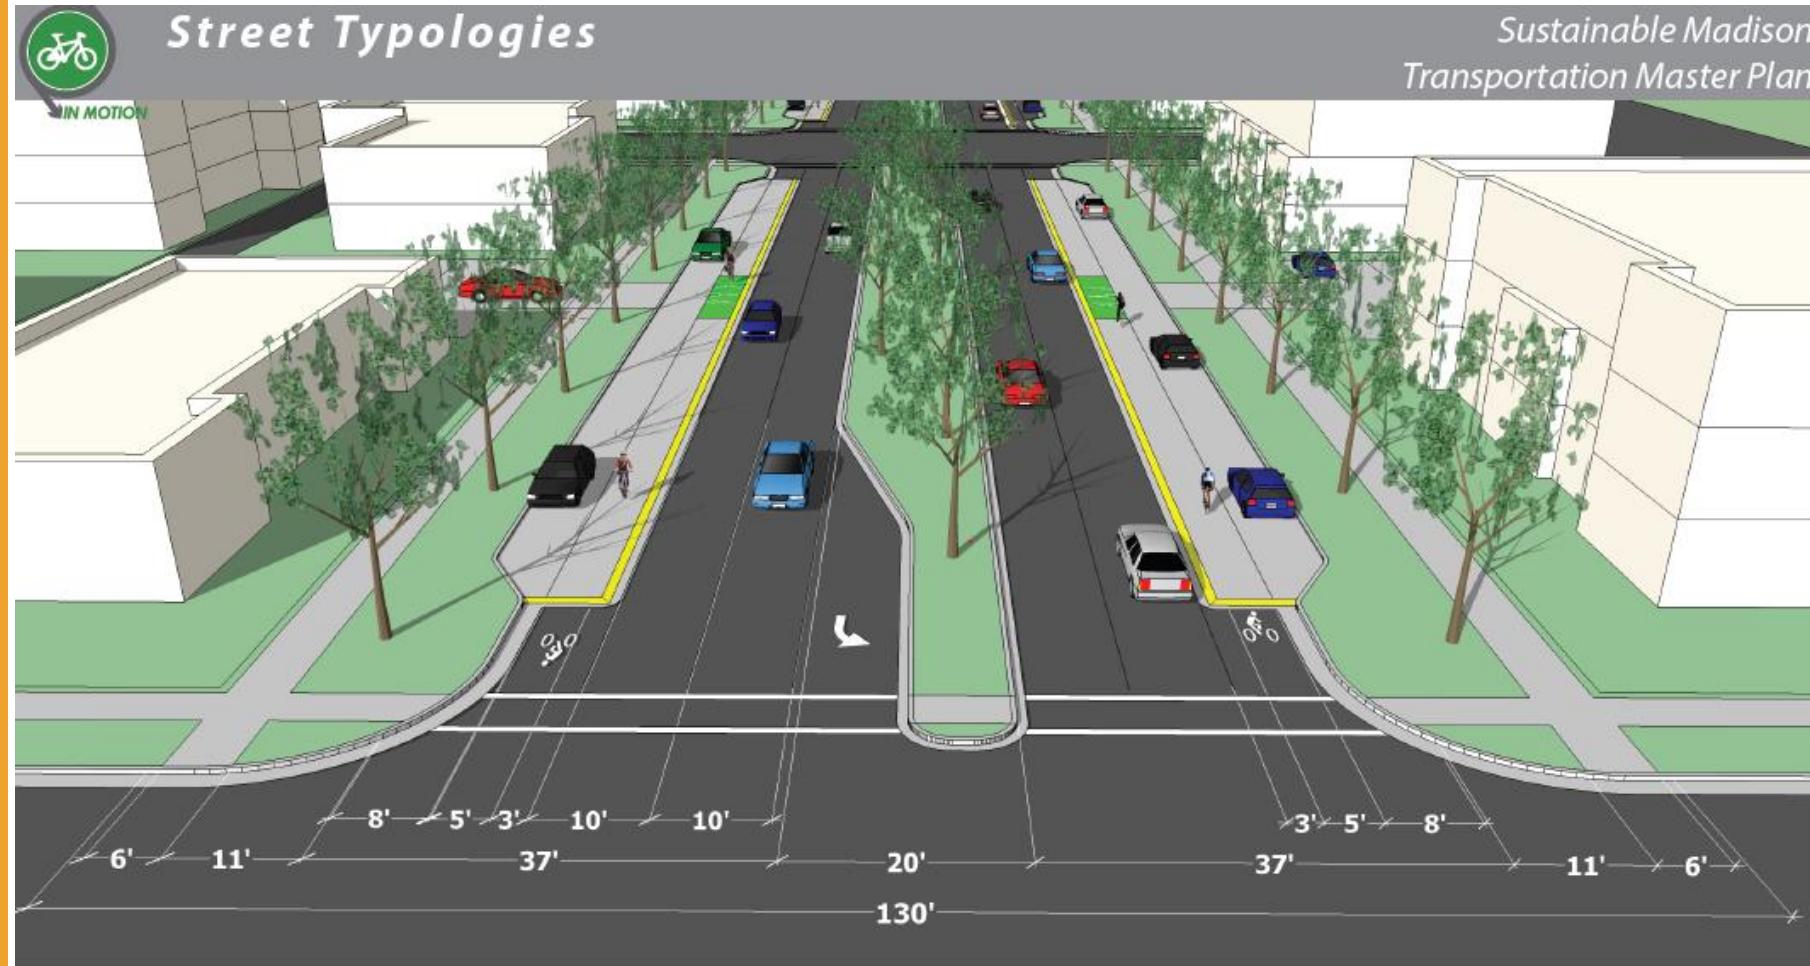 Street Typologies
Sustainable Madison
Transportation Master Plan
IN MOTION
8' 5' 3' 10' 10' 3' 5' 8'
6' 11' 37' 20' 37' 11' 6'
130'